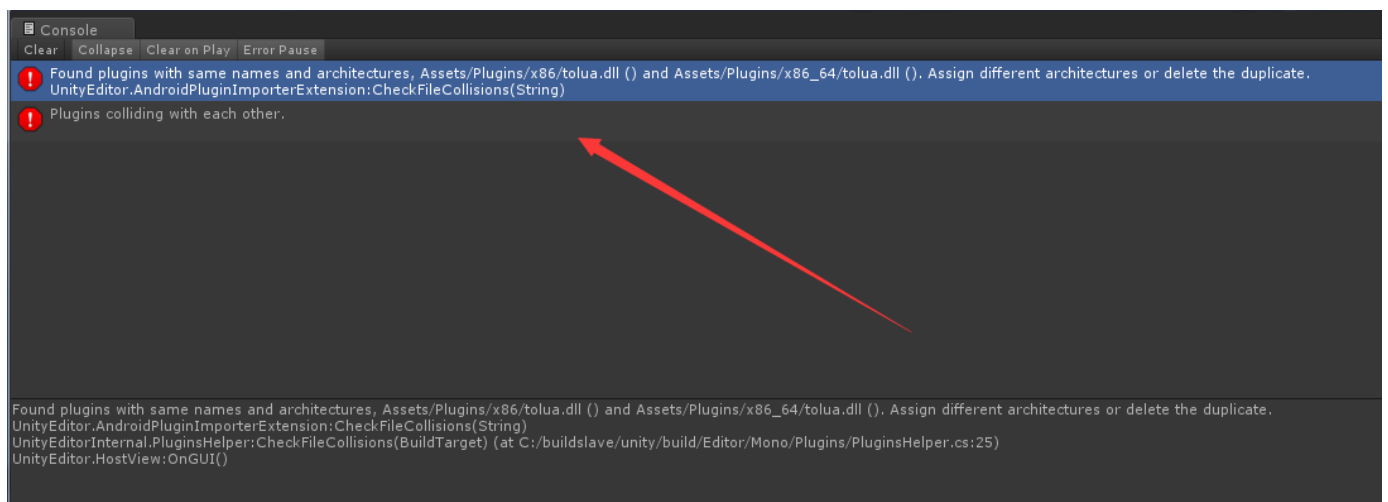 Console
Clear Collapse Clear on Play Error Pause
Found plugins with same names and architectures, Assets/Plugins/x86/tolua.dll () and Assets/Plugins/x86_64/tolua.dll (). Assign different architectures or delete the duplicate.
UnityEditor.AndroidPluginImporterExtension:CheckFileCollisions(String)
Plugins colliding with each other.
Found plugins with same names and architectures, Assets/Plugins/x86/tolua.dll () and Assets/Plugins/x86_64/tolua.dll (). Assign different architectures or delete the duplicate.
UnityEditor.AndroidPluginImporterExtension:CheckFileCollisions(String)
UnityEditorInternal.PluginsHelper:CheckFileCollisions(BuildTarget) (at C:/buildslave/unity/build/Editor/Mono/Plugins/PluginsHelper.cs:25)
UnityEditor.HostView:OnGUI()